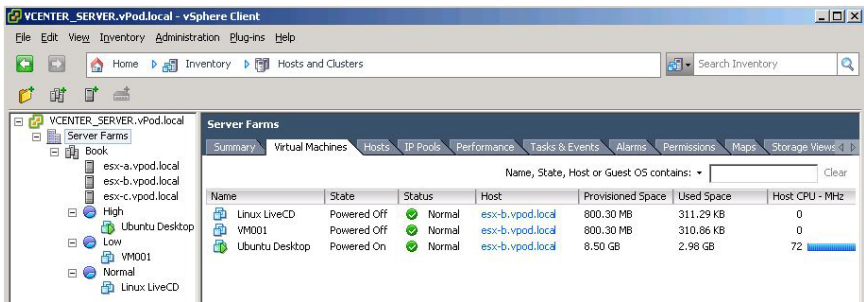 VCENTER_SERVER.vPod.local - vSphere Client
File Edit View Inventory Administration Plug-ins Help
Home Inventory Hosts and Clusters Search Inventory
VCENTER_SERVER.vPod.local
Server Farms
Book
esx-a.vpod.local
esx-b.vpod.local
esx-c.vpod.local
High
Ubuntu Desktop
Low
VM001
Normal
Linux LiveCD
Server Farms
Summary Virtual Machines Hosts IP Pools Performance Tasks & Events Alarms Permissions Maps Storage Views
Name, State, Host or Guest OS contains: Clear
Name State Status Host Provisioned Space Used Space Host CPU - MHz
Linux LiveCD Powered Off Normal esx-b.vpod.local 800.30 MB 311.29 KB 0
VM001 Powered Off Normal esx-b.vpod.local 800.30 MB 310.86 KB 0
Ubuntu Desktop Powered On Normal esx-b.vpod.local 8.50 GB 2.98 GB 72